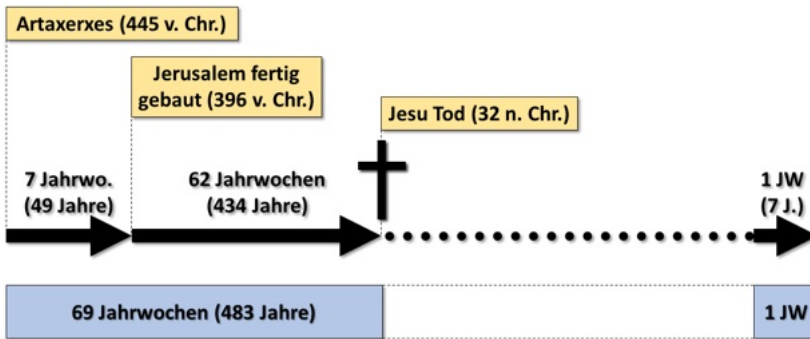 Artaxerxes (445 v. Chr.)
Jerusalem fertig
gebaut (396 v. Chr.)
Jesu Tod (32 n. Chr.)
7 Jahrwo.
(49 Jahre)
62 Jahrwochen
(434 Jahre)
1 JW
(7 J.)
69 Jahrwochen (483 Jahre)
1 JW